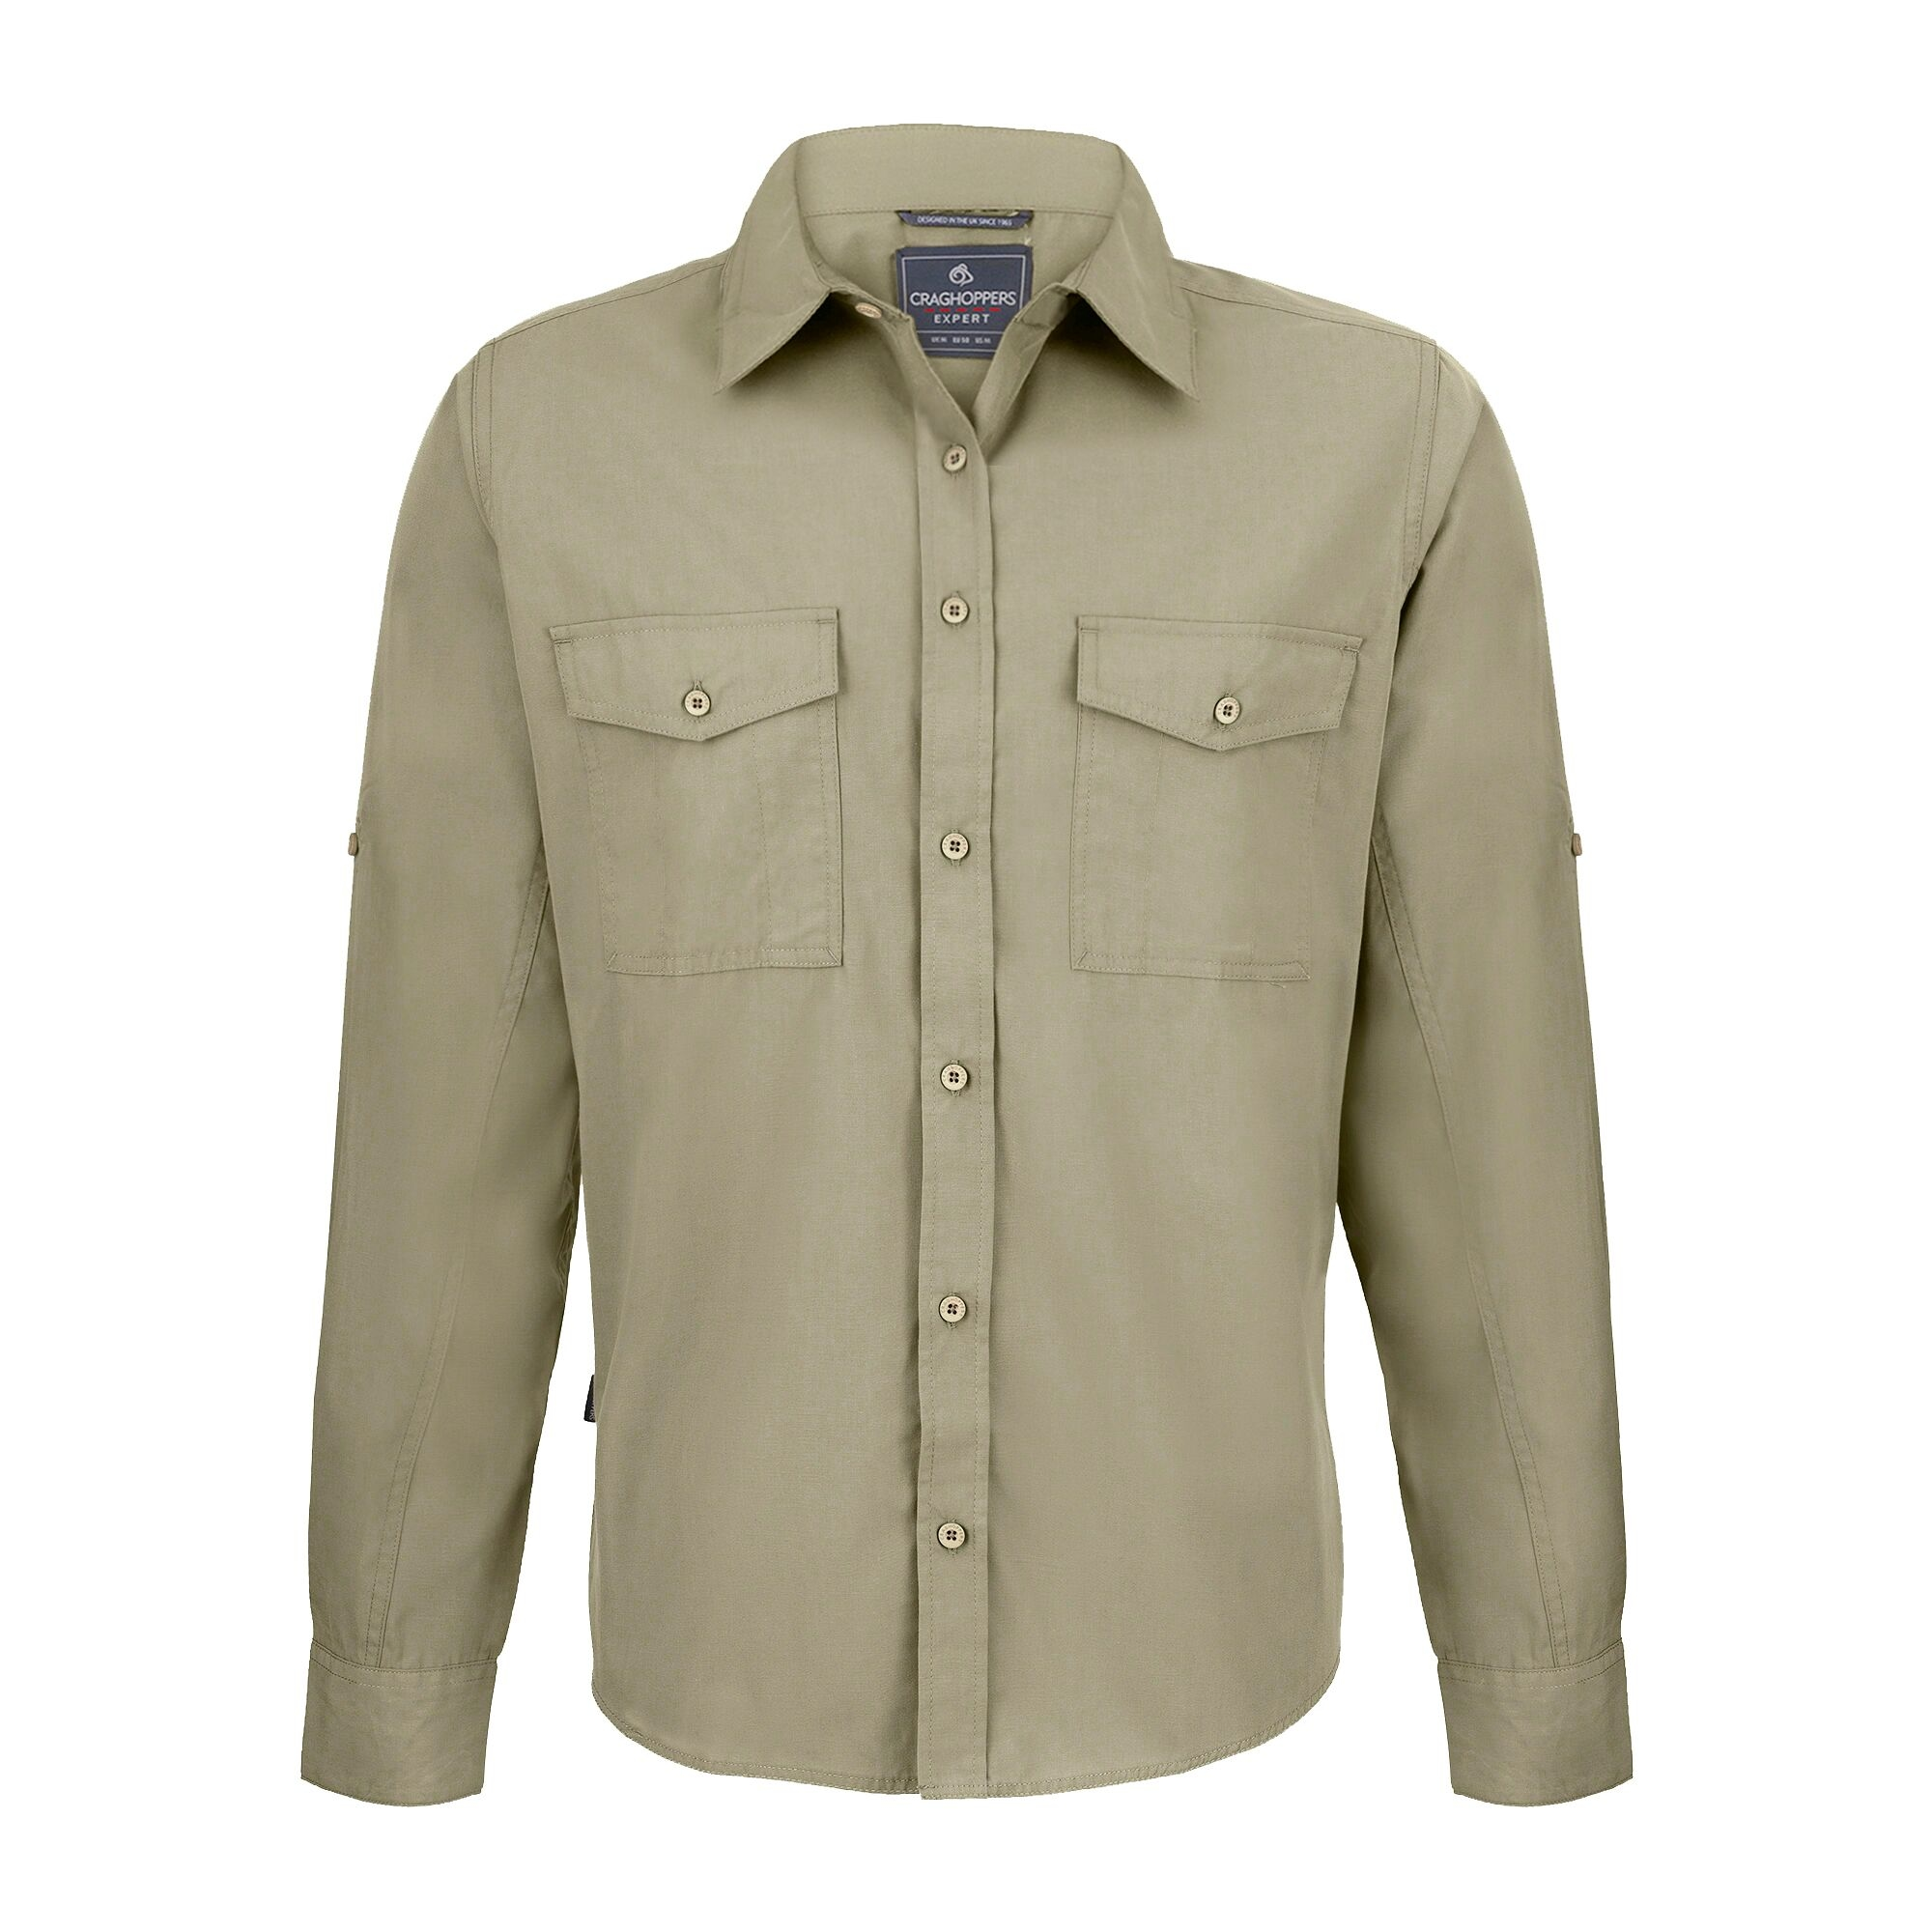 DESIGNED IN THE UK SINCE 1965
CRAGHOPPERS
EXPERT